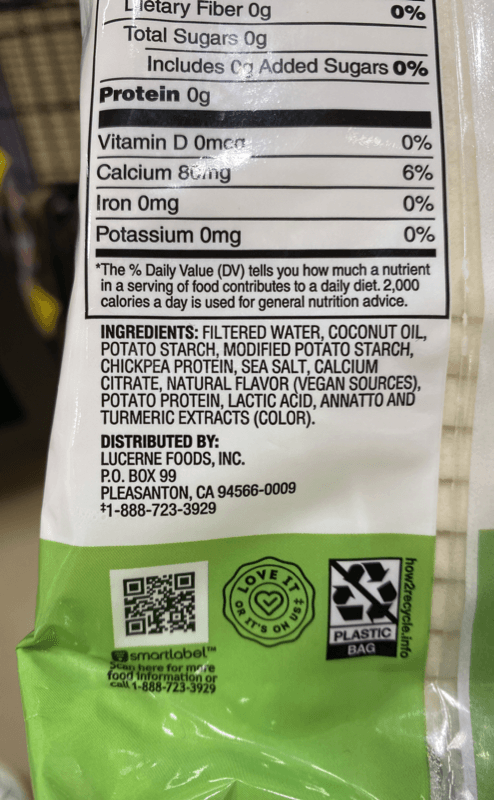 Dietary Fiber 0g 0%
Total Sugars 0g
Includes 0g Added Sugars 0%
Protein 0g
Vitamin D 0mcg 0%
Calcium 80mg 6%
Iron 0mg 0%
Potassium 0mg 0%
*The % Daily Value (DV) tells you how much a nutrient
in a serving of food contributes to a daily diet. 2,000
calories a day is used for general nutrition advice.
INGREDIENTS: FILTERED WATER, COCONUT OIL,
POTATO STARCH, MODIFIED POTATO STARCH,
CHICKPEA PROTEIN, SEA SALT, CALCIUM
CITRATE, NATURAL FLAVOR (VEGAN SOURCES),
POTATO PROTEIN, LACTIC ACID, ANNATTO AND
TURMERIC EXTRACTS (COLOR).
DISTRIBUTED BY:
LUCERNE FOODS, INC.
P.O. BOX 99
PLEASANTON, CA 94566-0009
‡1-888-723-3929
smartlabel™
Scan here for more
food information or
call 1-888-723-3929
LOVE IT
OR IT'S ON US‡
PLASTIC
BAG
how2recycle.info